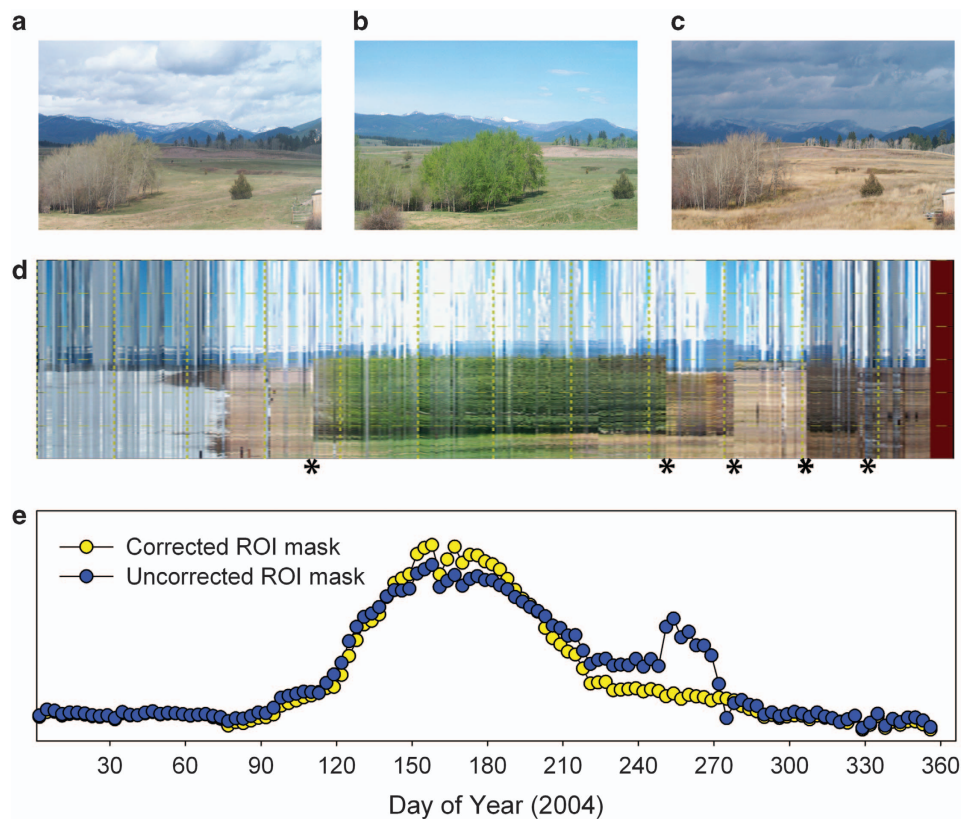 a
b
c
d
* * * * *
e
Corrected ROI mask
Uncorrected ROI mask
30 60 90 120 150 180 210 240 270 300 330 360
Day of Year (2004)